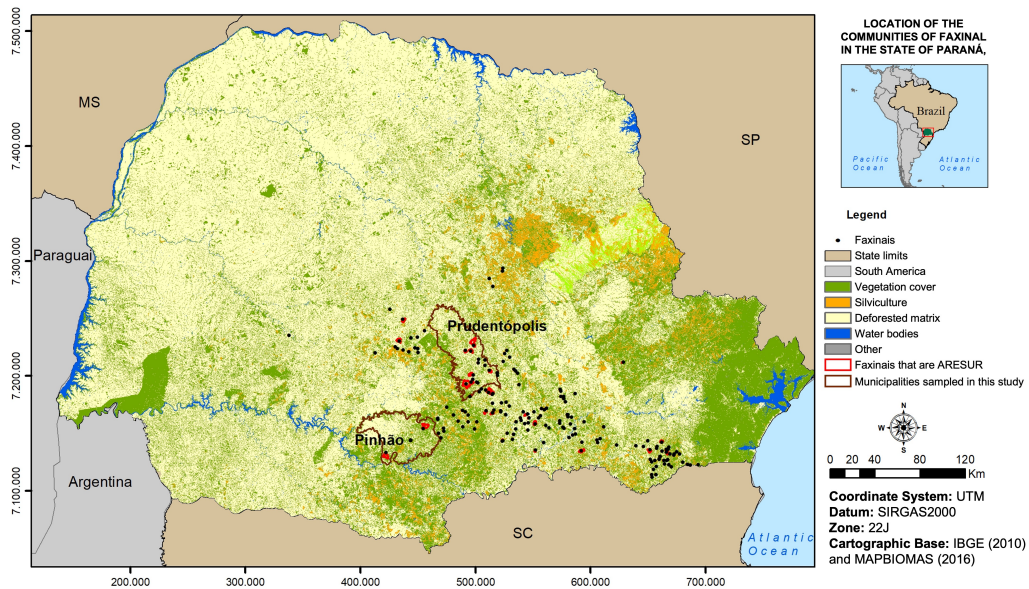 7.500.000
7.400.000
7.300.000
7.200.000
7.100.000
MS
SP
Paraguai
Prudentópolis
Pinhão
Argentina
SC
Atlantic
Ocean
200.000
300.000
400.000
500.000
600.000
700.000
LOCATION OF THE
COMMUNITIES OF FAXINAL
IN THE STATE OF PARANÁ,
Brazil
Pacific
Ocean
Atlantic
Ocean
Legend
Faxinais
State limits
South America
Vegetation cover
Silviculture
Deforested matrix
Water bodies
Other
Faxinais that are ARESUR
Municipalities sampled in this study
N
W
E
S
0 20 40 80 120
Km
Coordinate System: UTM
Datum: SIRGAS2000
Zone: 22J
Cartographic Base: IBGE (2010)
and MAPBIOMAS (2016)